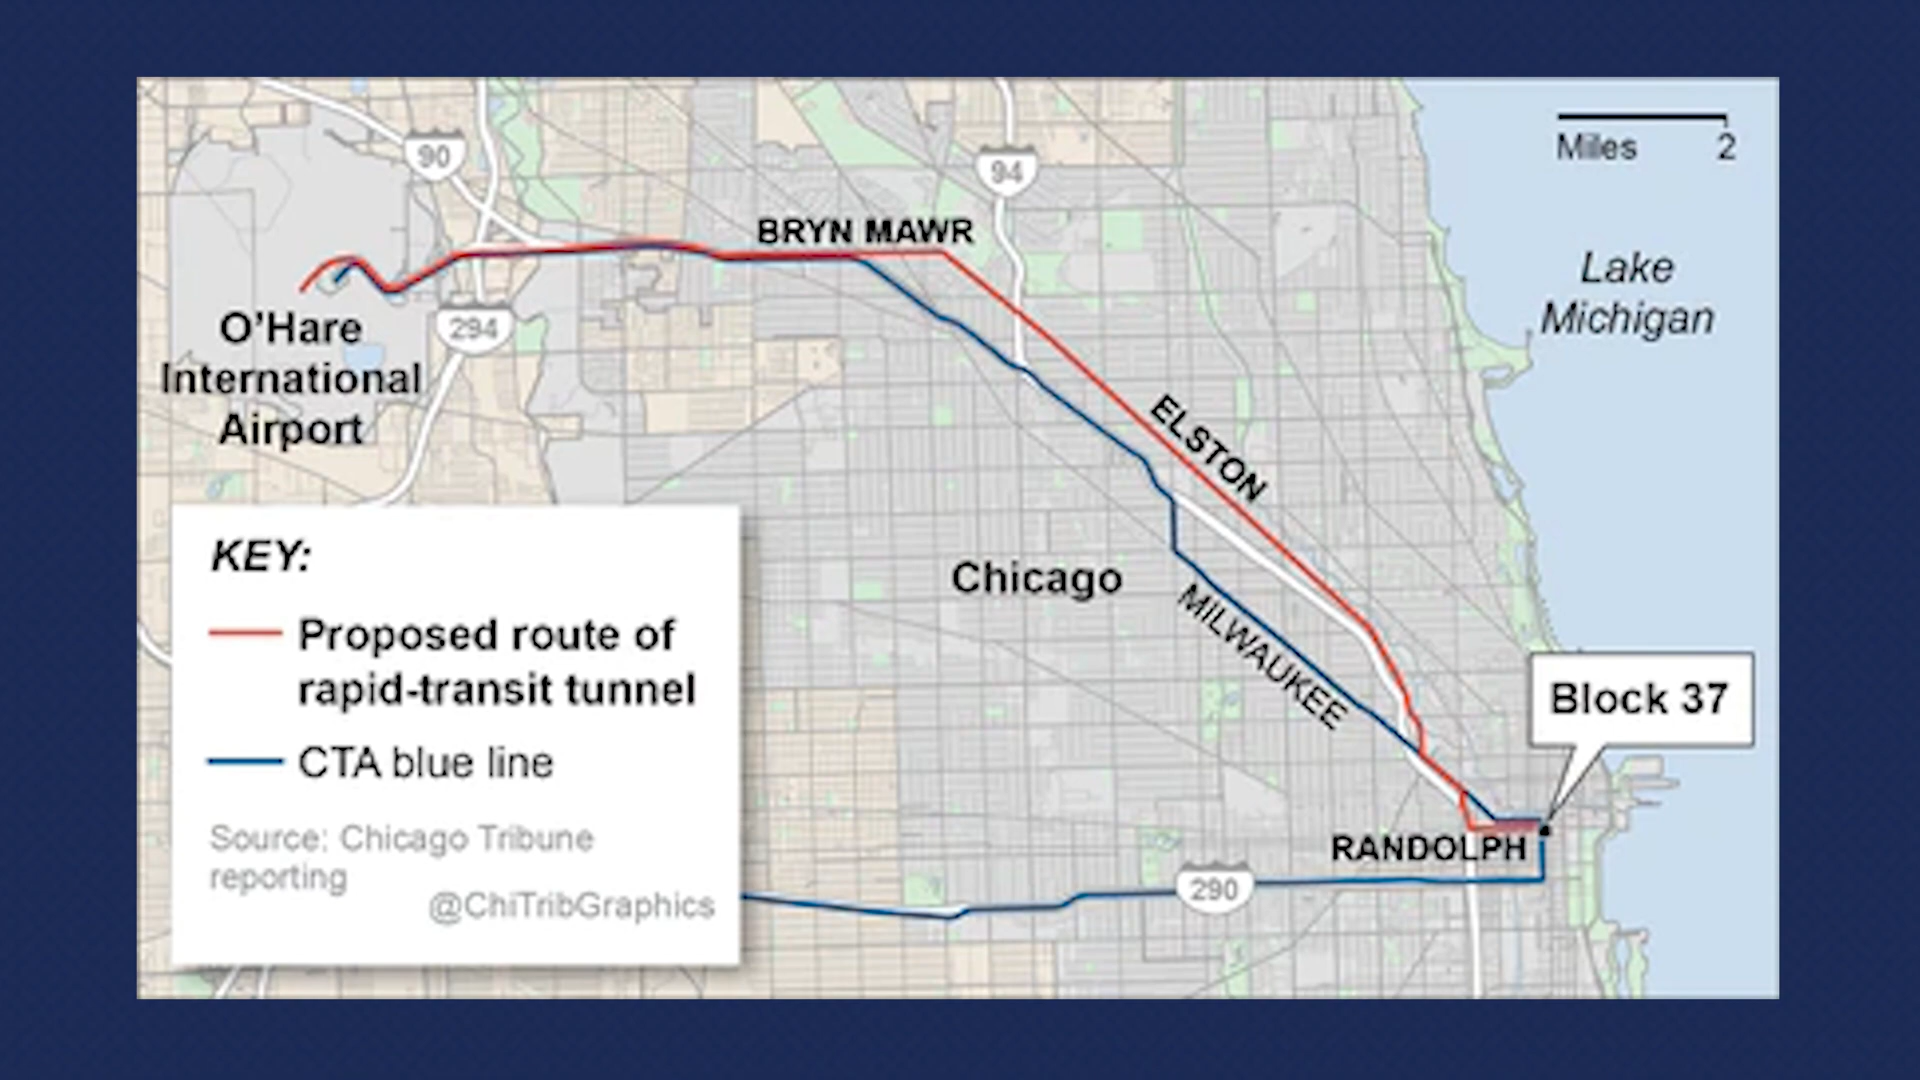 90
94
Miles 2
BRYN MAWR
Lake
Michigan
O'Hare
International
Airport
294
ELSTON
KEY:
Proposed route of
rapid-transit tunnel
CTA blue line
Source: Chicago Tribune
reporting
@ChiTribGraphics
Chicago
MILWAUKEE
Block 37
RANDOLPH
290